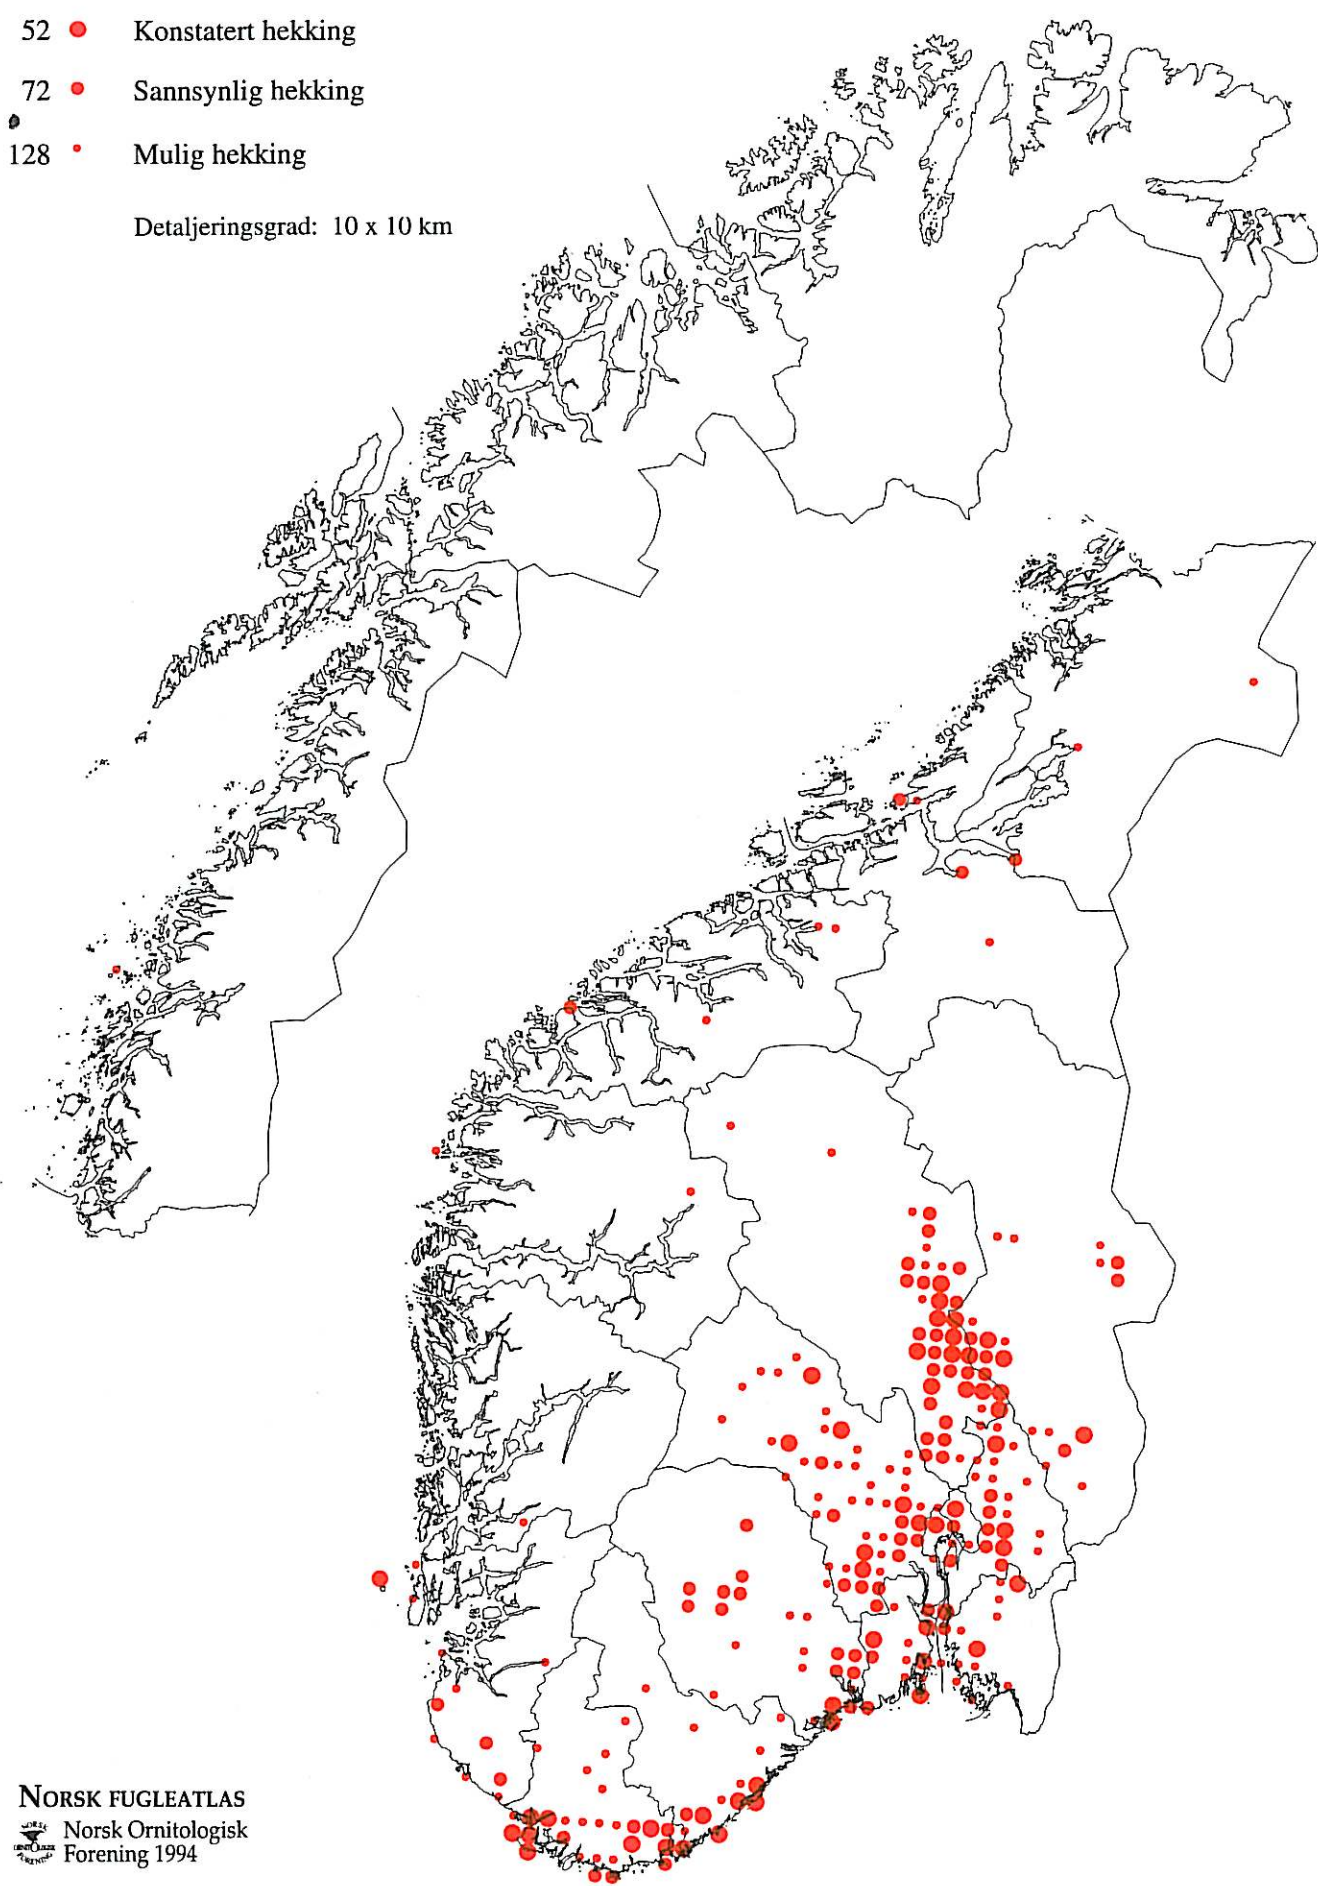 52 Konstatert hekking
72 Sannsynlig hekking
128 Mulig hekking
Detaljeringsgrad: 10 x 10 km
NORSK FUGLEATLAS
Norsk Ornitologisk
Forening 1994